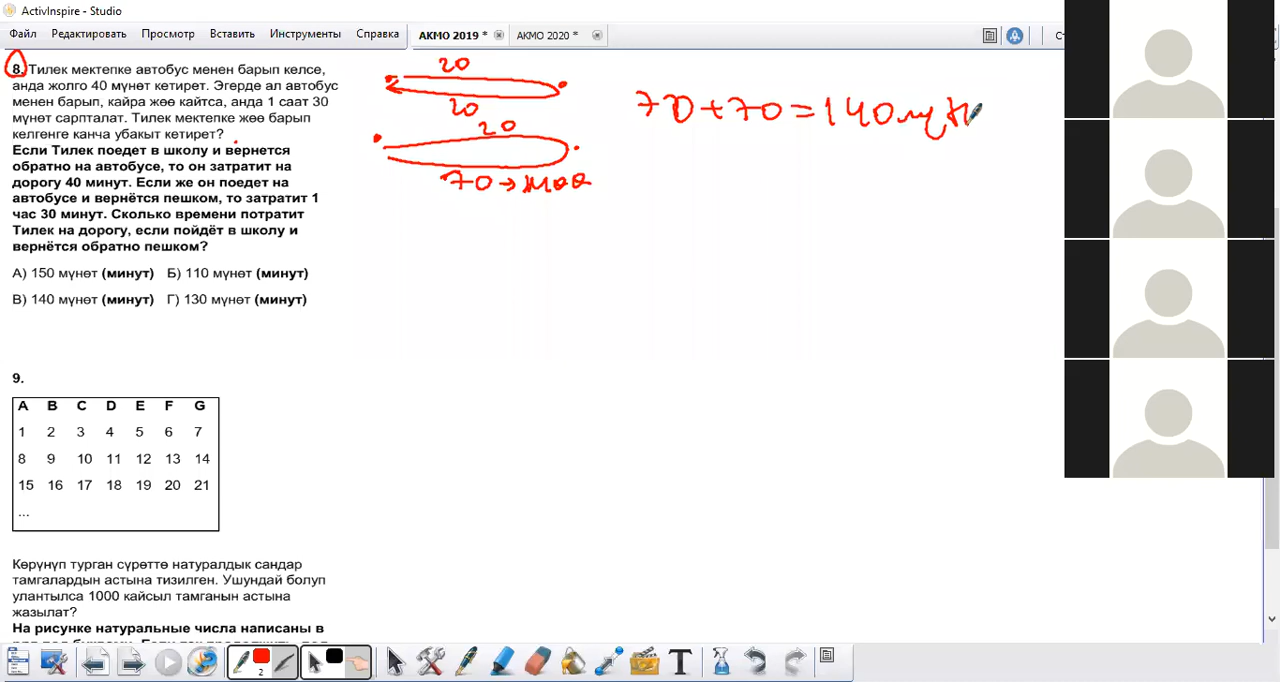 ActivInspire - Studio
Файл Редактировать Просмотр Вставить Инструменты Справка
АКМО 2019 * АКМО 2020 *
8. Тилек мектепке автобус менен барып келсе,
анда жолго 40 мүнөт кетирет. Эгерде ал автобус
менен барып, кайра жөө кайтса, анда 1 саат 30
мүнөт сарпталат. Тилек мектепке жөө барып
келгенге канча убакыт кетирет?
Если Тилек поедет в школу и вернется
обратно на автобусе, то он затратит на
дорогу 40 минут. Если же он поедет на
автобусе и вернётся пешком, то затратит 1
час 30 минут. Сколько времени потратит
Тилек на дорогу, если пойдёт в школу и
вернётся обратно пешком?
А) 150 мүнөт (минут) Б) 110 мүнөт (минут)
В) 140 мүнөт (минут) Г) 130 мүнөт (минут)
20
20
20
70 → жөө
70+70=140
9.
A B C D E F G
1 2 3 4 5 6 7
8 9 10 11 12 13 14
15 16 17 18 19 20 21
...
Көрүнүп турган сүрөттө натуралдык сандар
тамгалардын астына тизилген. Ушундай болуп
улантылса 1000 кайсыл тамганын астына
жазылат?
На рисунке натуральные числа написаны в
2